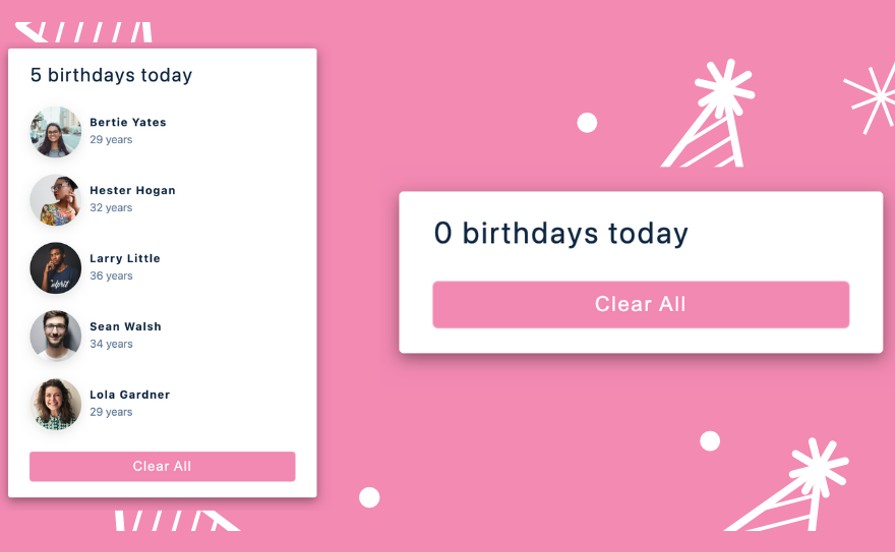 5 birthdays today
Bertie Yates
29 years
Hester Hogan
32 years
Larry Little
36 years
Sean Walsh
34 years
Lola Gardner
29 years
Clear All
0 birthdays today
Clear All